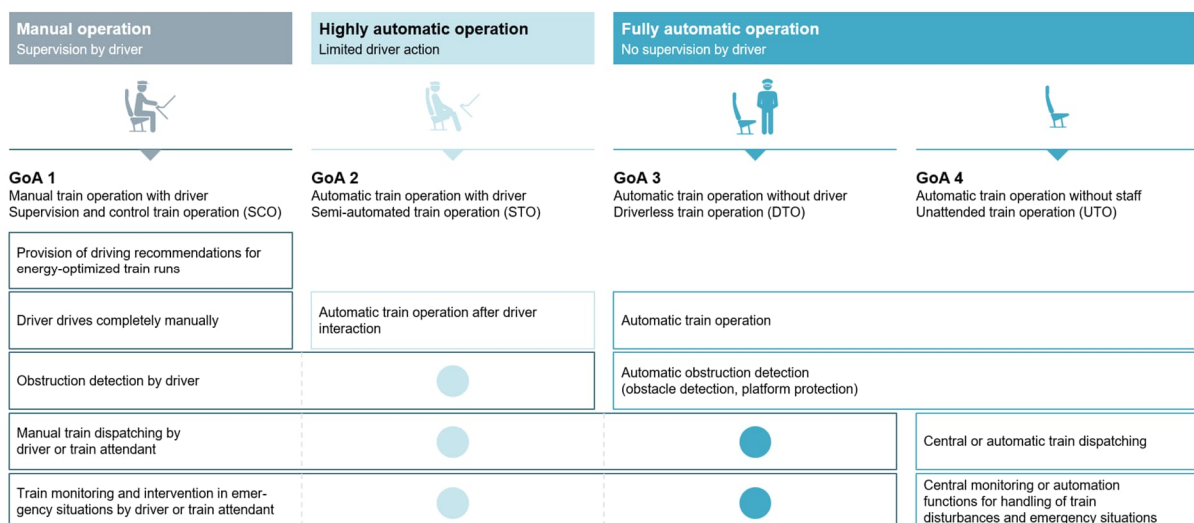 Manual operation
Supervision by driver
Highly automatic operation
Limited driver action
Fully automatic operation
No supervision by driver
GoA 1
Manual train operation with driver
Supervision and control train operation (SCO)
GoA 2
Automatic train operation with driver
Semi-automated train operation (STO)
GoA 3
Automatic train operation without driver
Driverless train operation (DTO)
GoA 4
Automatic train operation without staff
Unattended train operation (UTO)
Provision of driving recommendations for
energy-optimized train runs
Driver drives completely manually
Automatic train operation after driver
interaction
Automatic train operation
Obstruction detection by driver
Automatic obstruction detection
(obstacle detection, platform protection)
Manual train dispatching by
driver or train attendant
Central or automatic train dispatching
Train monitoring and intervention in emer-
gency situations by driver or train attendant
Central monitoring or automation
functions for handling of train
disturbances and emergency situations